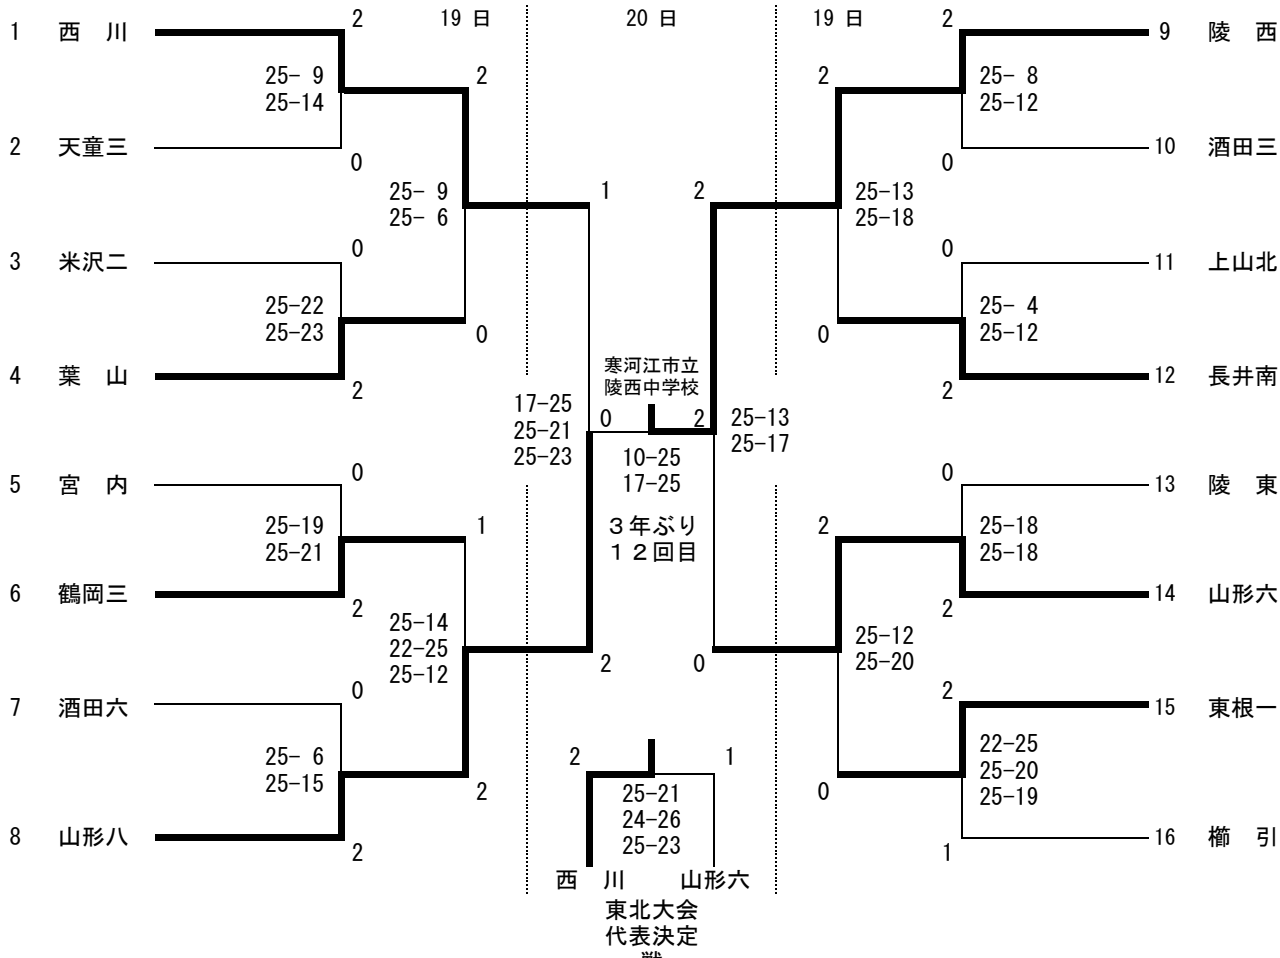 19 日
20 日
19 日
1 西 川
2
2
9 陵 西
25- 9
25-14
2
2
25- 8
25-12
2 天童三
0
0
10 酒田三
25- 9
25- 6
1
2
25-13
25-18
3 米沢二
0
0
11 上山北
25-22
25-23
0
0
25- 4
25-12
4 葉 山
2
2
12 長井南
寒河江市立
陵西中学校
17-25
25-21
25-23
0
2
25-13
25-17
10-25
17-25
３年ぶり
１２回目
5 宮 内
0
0
13 陵 東
25-19
25-21
1
2
25-18
25-18
6 鶴岡三
2
2
14 山形六
25-14
22-25
25-12
2
0
25-12
25-20
7 酒田六
0
2
15 東根一
25- 6
25-15
2
0
22-25
25-20
25-19
8 山形八
2
1
16 櫛 引
2
1
25-21
24-26
25-23
西 川
山形六
東北大会
代表決定
戦